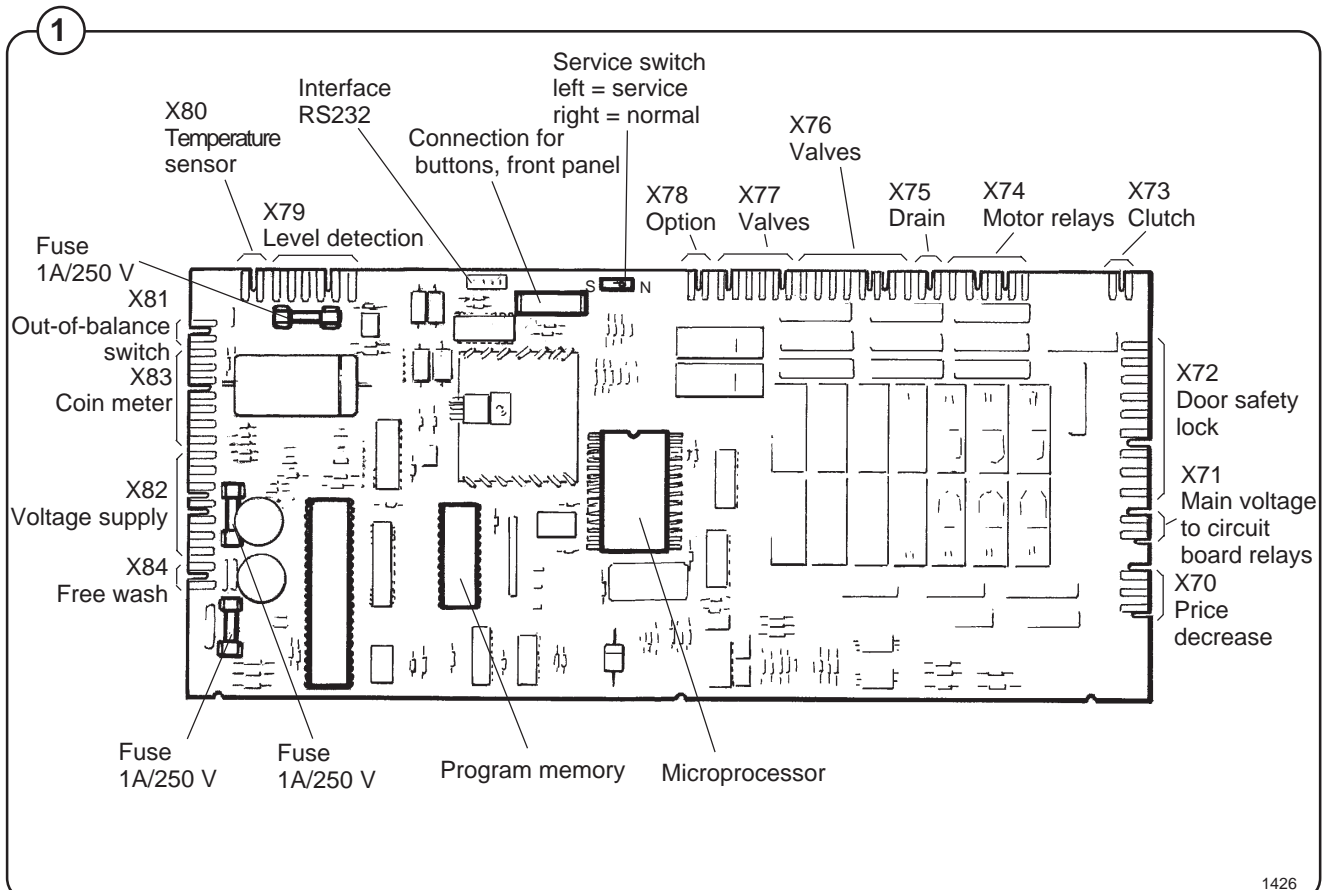 1
Service switch
left = service
right = normal
Interface
RS232
X80
Temperature
sensor
Connection for
buttons, front panel
X76
Valves
X79
Level detection
X78
Option
X77
Valves
X75
Drain
X74
Motor relays
X73
Clutch
Fuse
1A/250 V
S
N
X81
Out-of-balance
switch
X83
Coin meter
X82
Voltage supply
X84
Free wash
X72
Door safety
lock
X71
Main voltage
to circuit
board relays
X70
Price
decrease
Fuse
1A/250 V
Fuse
1A/250 V
Program memory
Microprocessor
1426